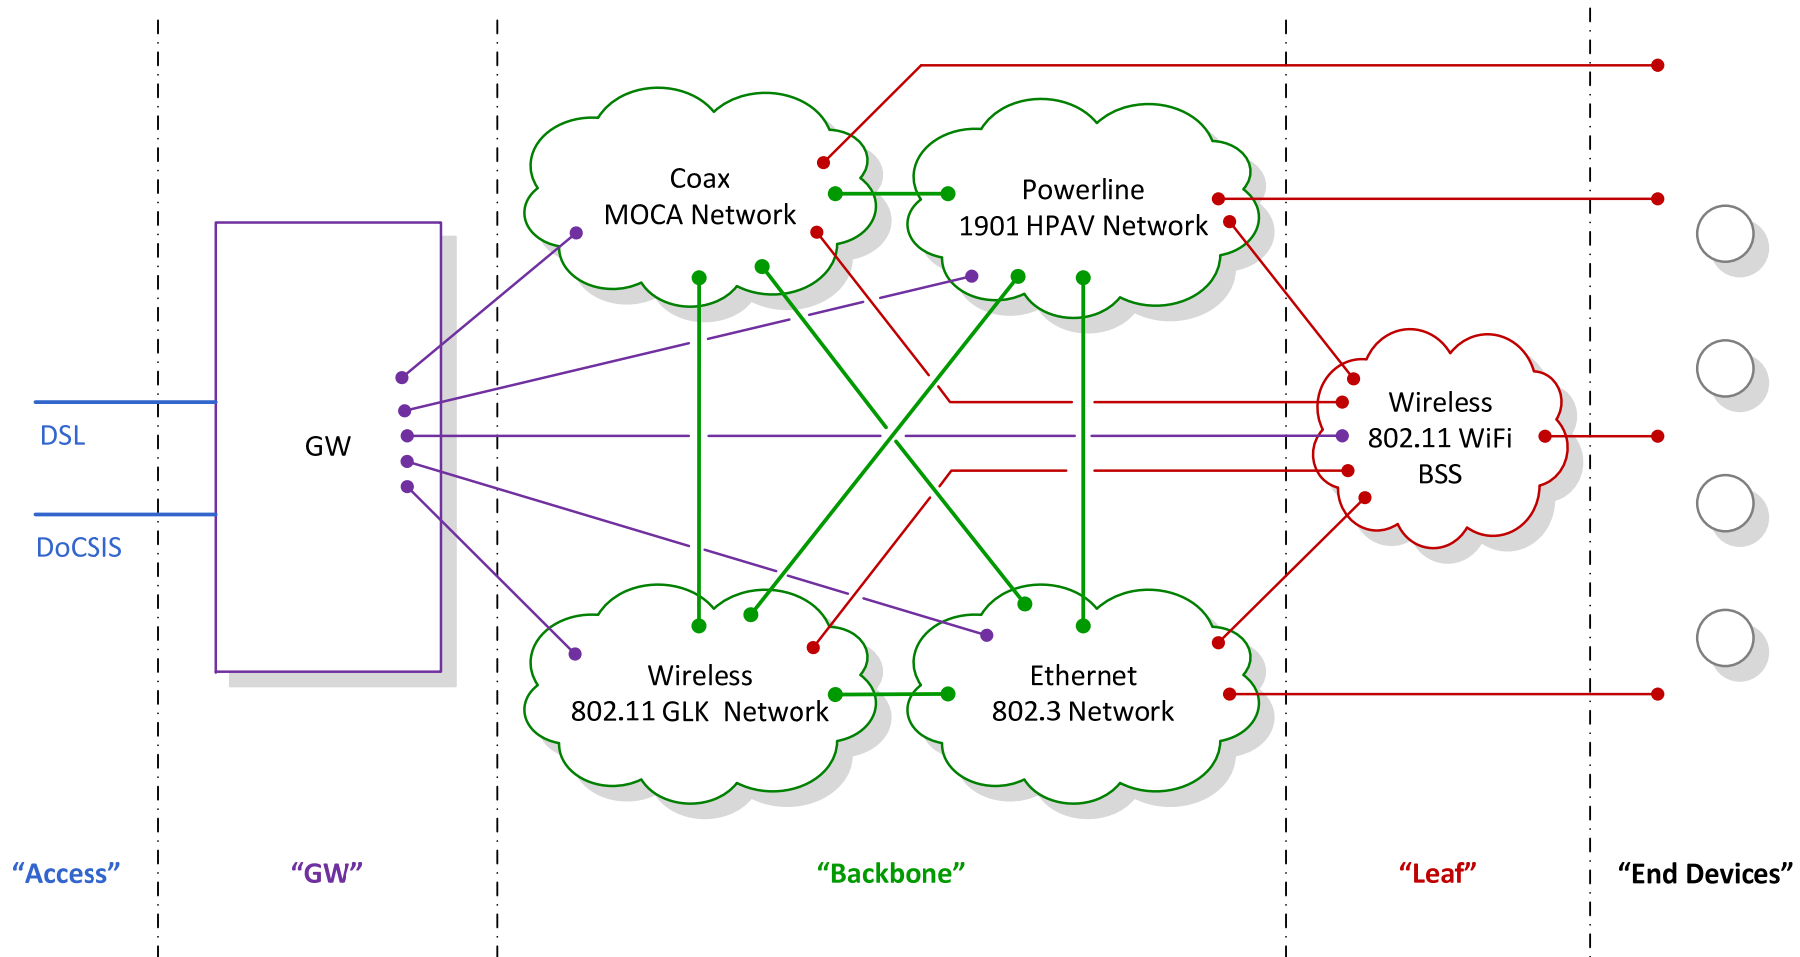 Coax
MOCA Network
Powerline
1901 HPAV Network
DSL
GW
DoCSIS
Wireless
802.11 WiFi
BSS
Wireless
802.11 GLK  Network
Ethernet
802.3 Network
“Access”
“GW”
“Backbone”
“Leaf”
“End Devices”